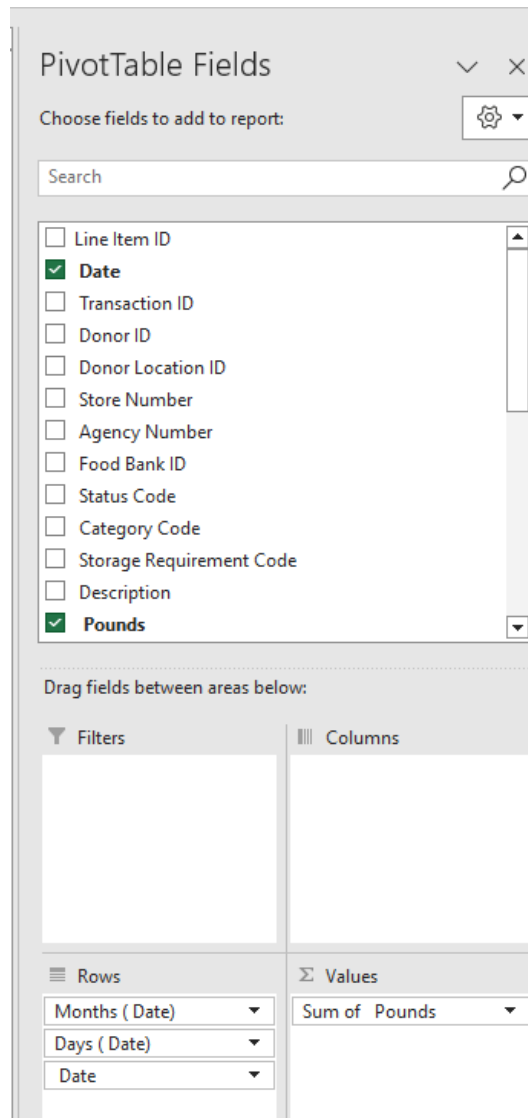 PivotTable Fields
Choose fields to add to report:
Search
Line Item ID
Date
Transaction ID
Donor ID
Donor Location ID
Store Number
Agency Number
Food Bank ID
Status Code
Category Code
Storage Requirement Code
Description
Pounds
Drag fields between areas below:
Filters
Columns
Rows
Σ Values
Months ( Date)
Sum of Pounds
Days ( Date)
Date